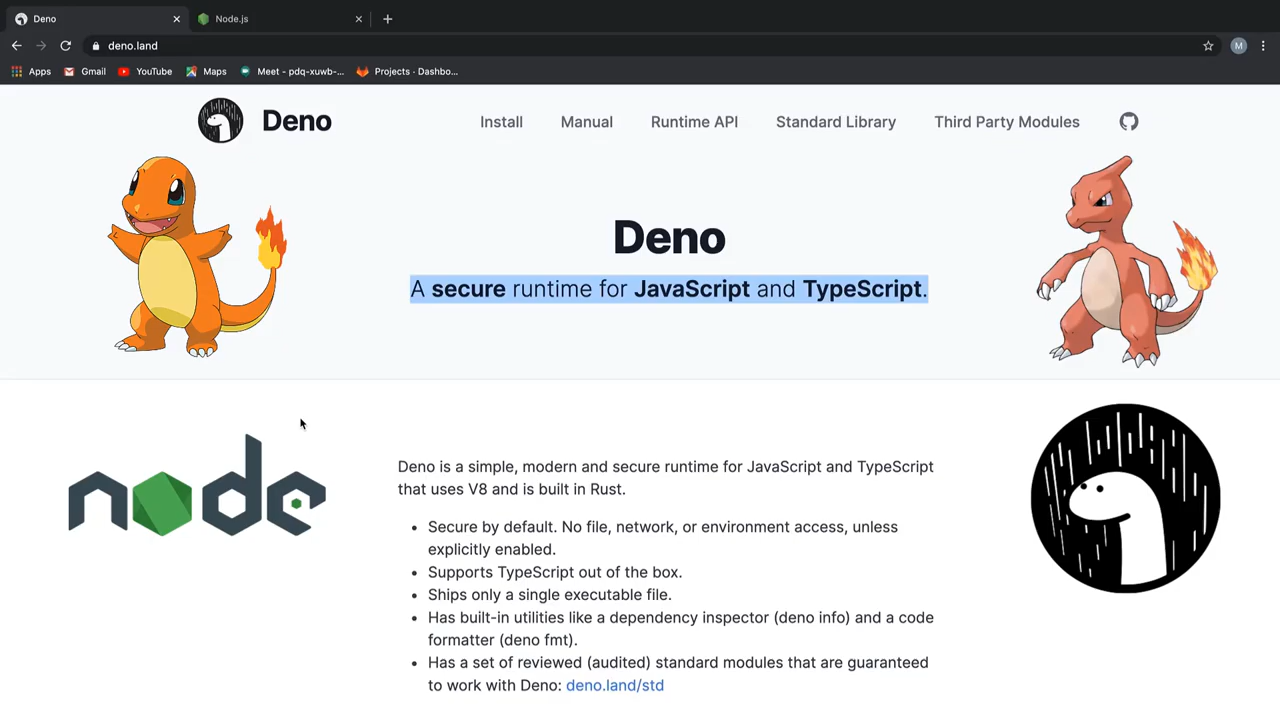 Deno
Node.js
deno.land
M
Apps
Gmail
YouTube
Maps
Meet - pdq-xuwb-...
Projects · Dashbo...
Deno
Install
Manual
Runtime API
Standard Library
Third Party Modules
Deno
A secure runtime for JavaScript and TypeScript.
node
Deno is a simple, modern and secure runtime for JavaScript and TypeScript
that uses V8 and is built in Rust.
• Secure by default. No file, network, or environment access, unless
explicitly enabled.
• Supports TypeScript out of the box.
• Ships only a single executable file.
• Has built-in utilities like a dependency inspector (deno info) and a code
formatter (deno fmt).
• Has a set of reviewed (audited) standard modules that are guaranteed
to work with Deno: deno.land/std